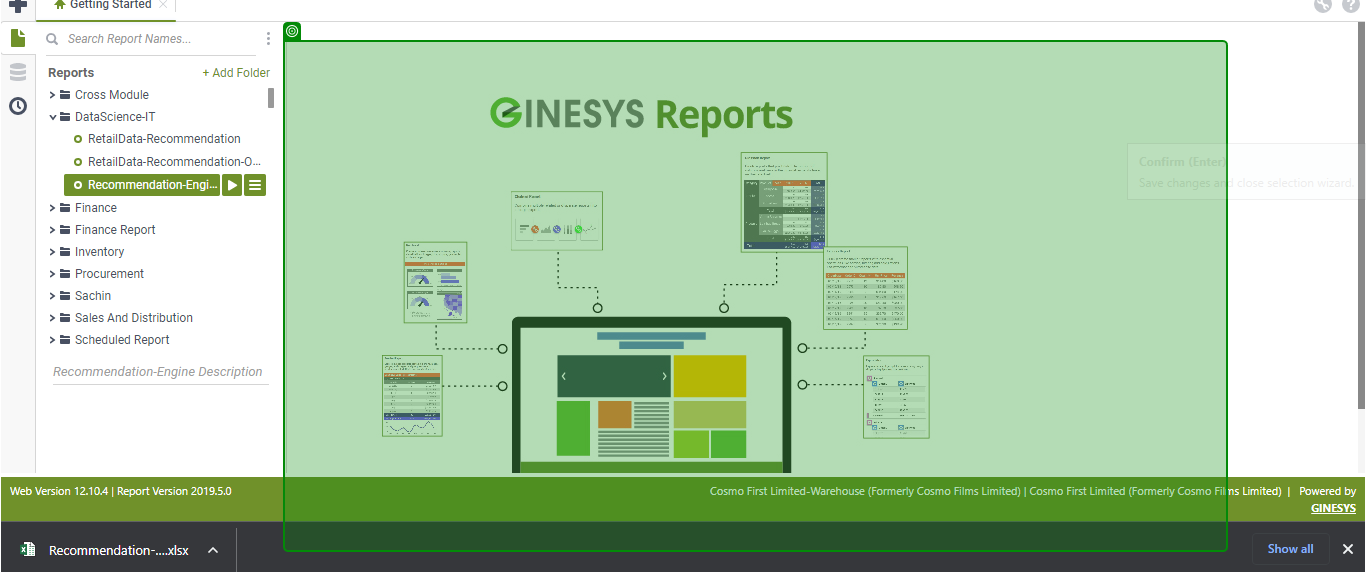 Getting Started
Search Report Names...
Reports
+ Add Folder
Cross Module
DataScience-IT
RetailData-Recommendation
RetailData-Recommendation-O...
Recommendation-Engi...
Finance
Finance Report
Inventory
Procurement
Sachin
Sales And Distribution
Scheduled Report
Recommendation-Engine Description
GINESYS Reports
Confirm (Enter)
Save changes and close selection wizard.
Web Version 12.10.4 | Report Version 2019.5.0
Cosmo First Limited-Warehouse (Formerly Cosmo Films Limited) | Cosmo First Limited (Formerly Cosmo Films Limited) | Powered by
GINESYS
Recommendation-....xlsx
Show all